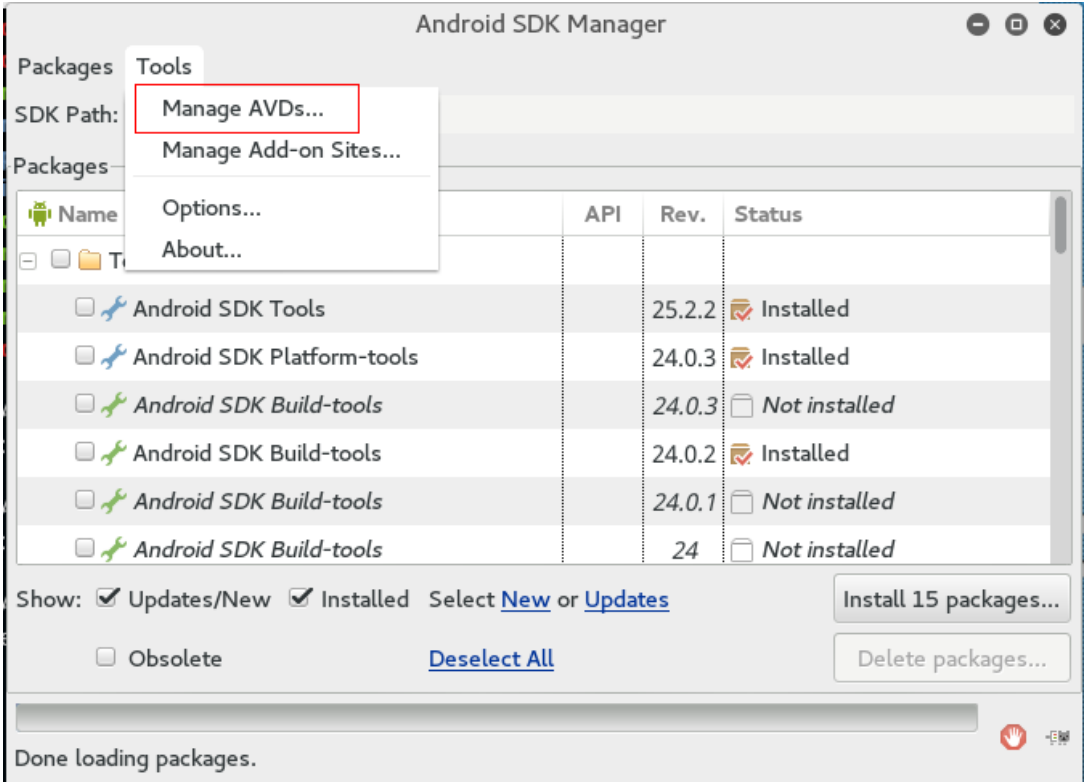 Android SDK Manager
Packages Tools
SDK Path:
Manage AVDs...
Manage Add-on Sites...
Options...
About...
Packages
Name API Rev. Status
Android SDK Tools 25.2.2 Installed
Android SDK Platform-tools 24.0.3 Installed
Android SDK Build-tools 24.0.3 Not installed
Android SDK Build-tools 24.0.2 Installed
Android SDK Build-tools 24.0.1 Not installed
Android SDK Build-tools 24 Not installed
Show: Updates/New Installed Select New or Updates Install 15 packages...
Obsolete Deselect All Delete packages...
Done loading packages.